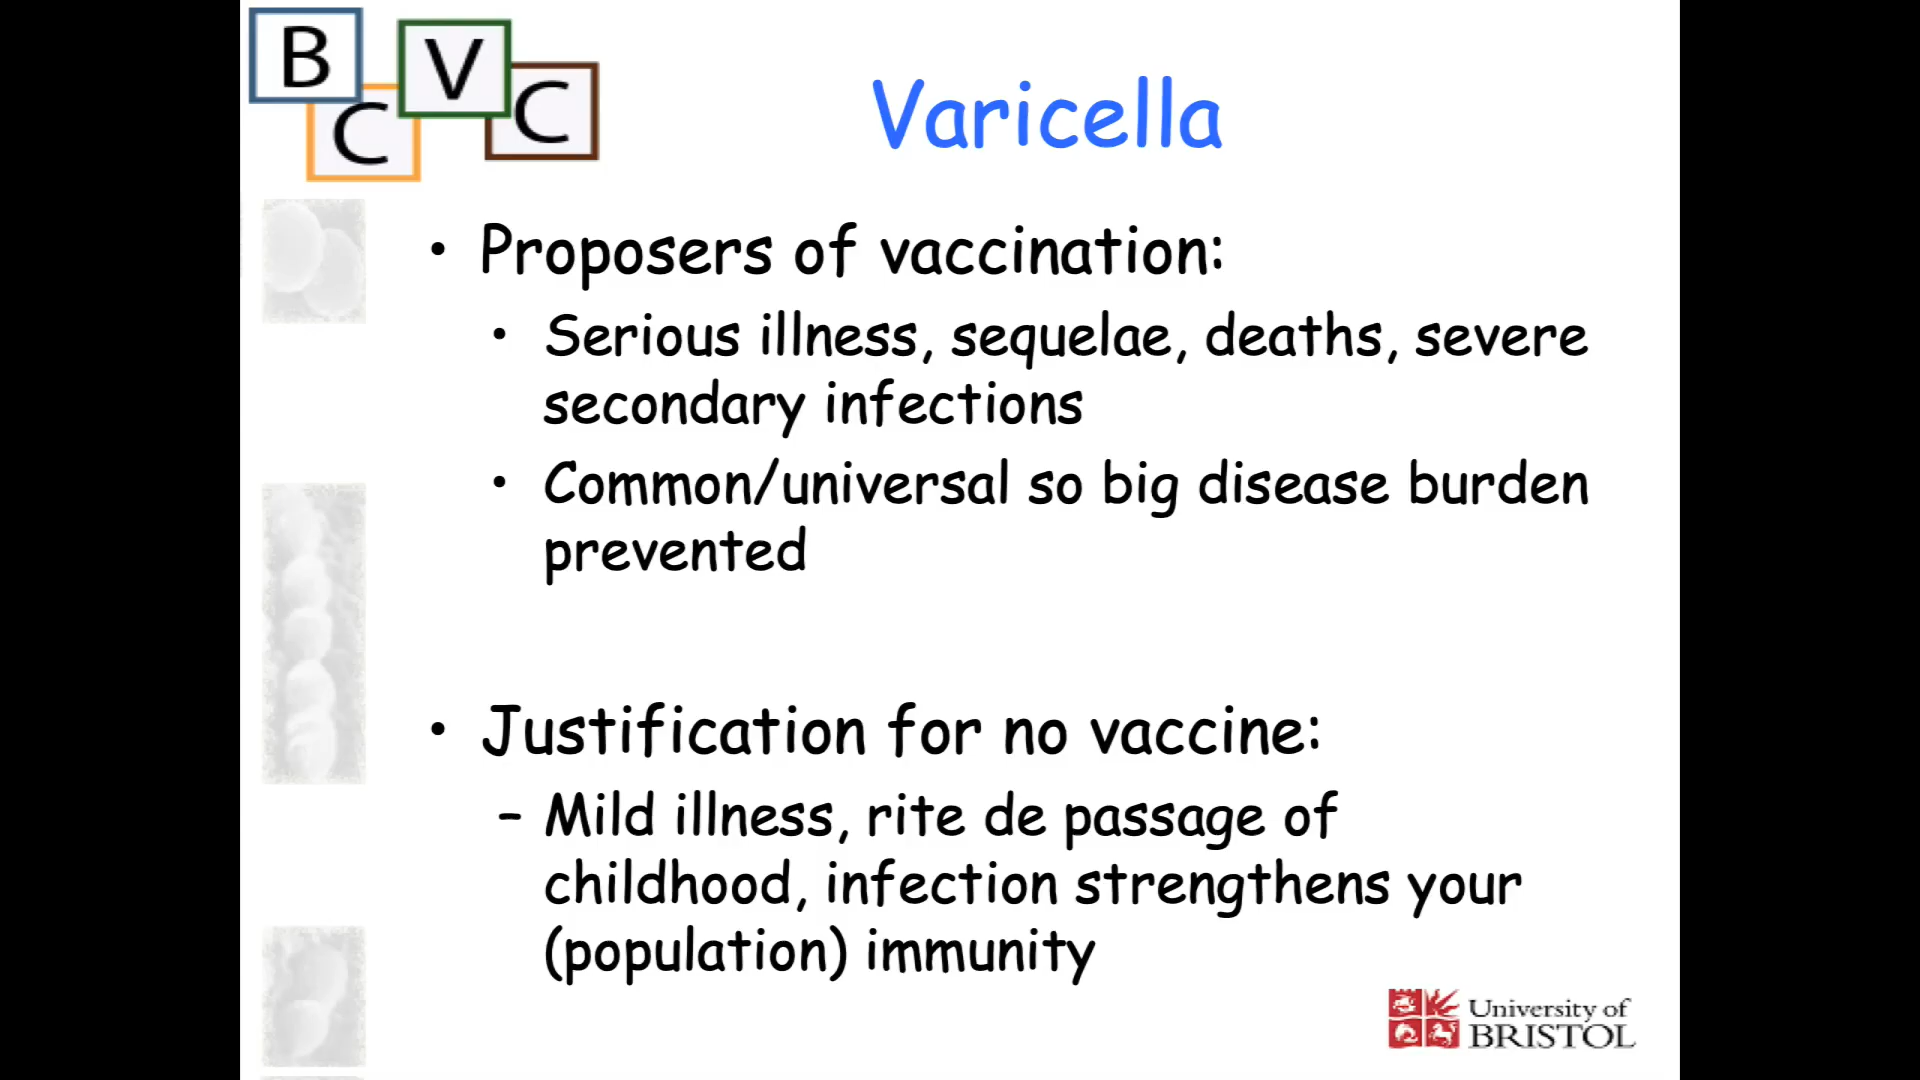 B
C
V
C
Varicella
• Proposers of vaccination:
• Serious illness, sequelae, deaths, severe
secondary infections
• Common/universal so big disease burden
prevented
• Justification for no vaccine:
– Mild illness, rite de passage of
childhood, infection strengthens your
(population) immunity
University of
BRISTOL